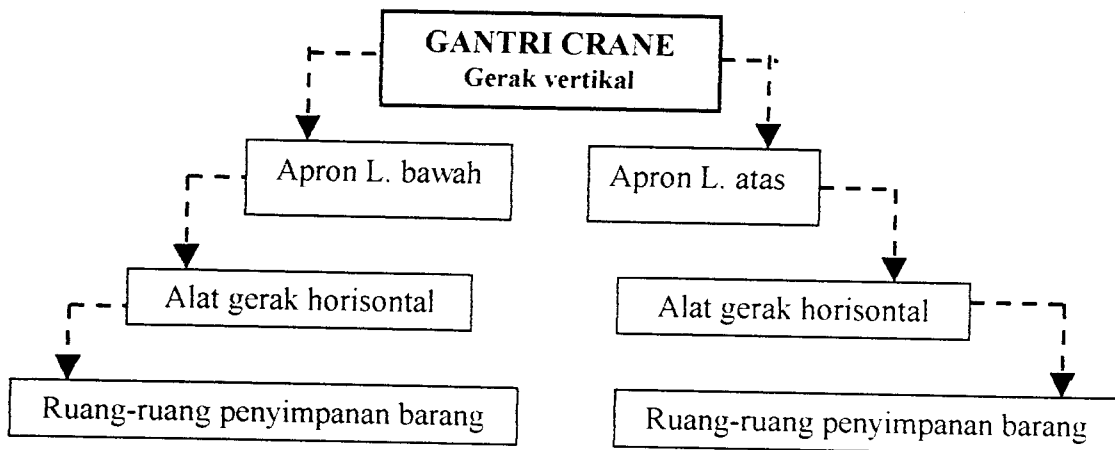 GANTRI CRANE
Gerak vertikal
Apron L. bawah
Apron L. atas
Alat gerak horisontal
Alat gerak horisontal
Ruang-ruang penyimpanan barang
Ruang-ruang penyimpanan barang